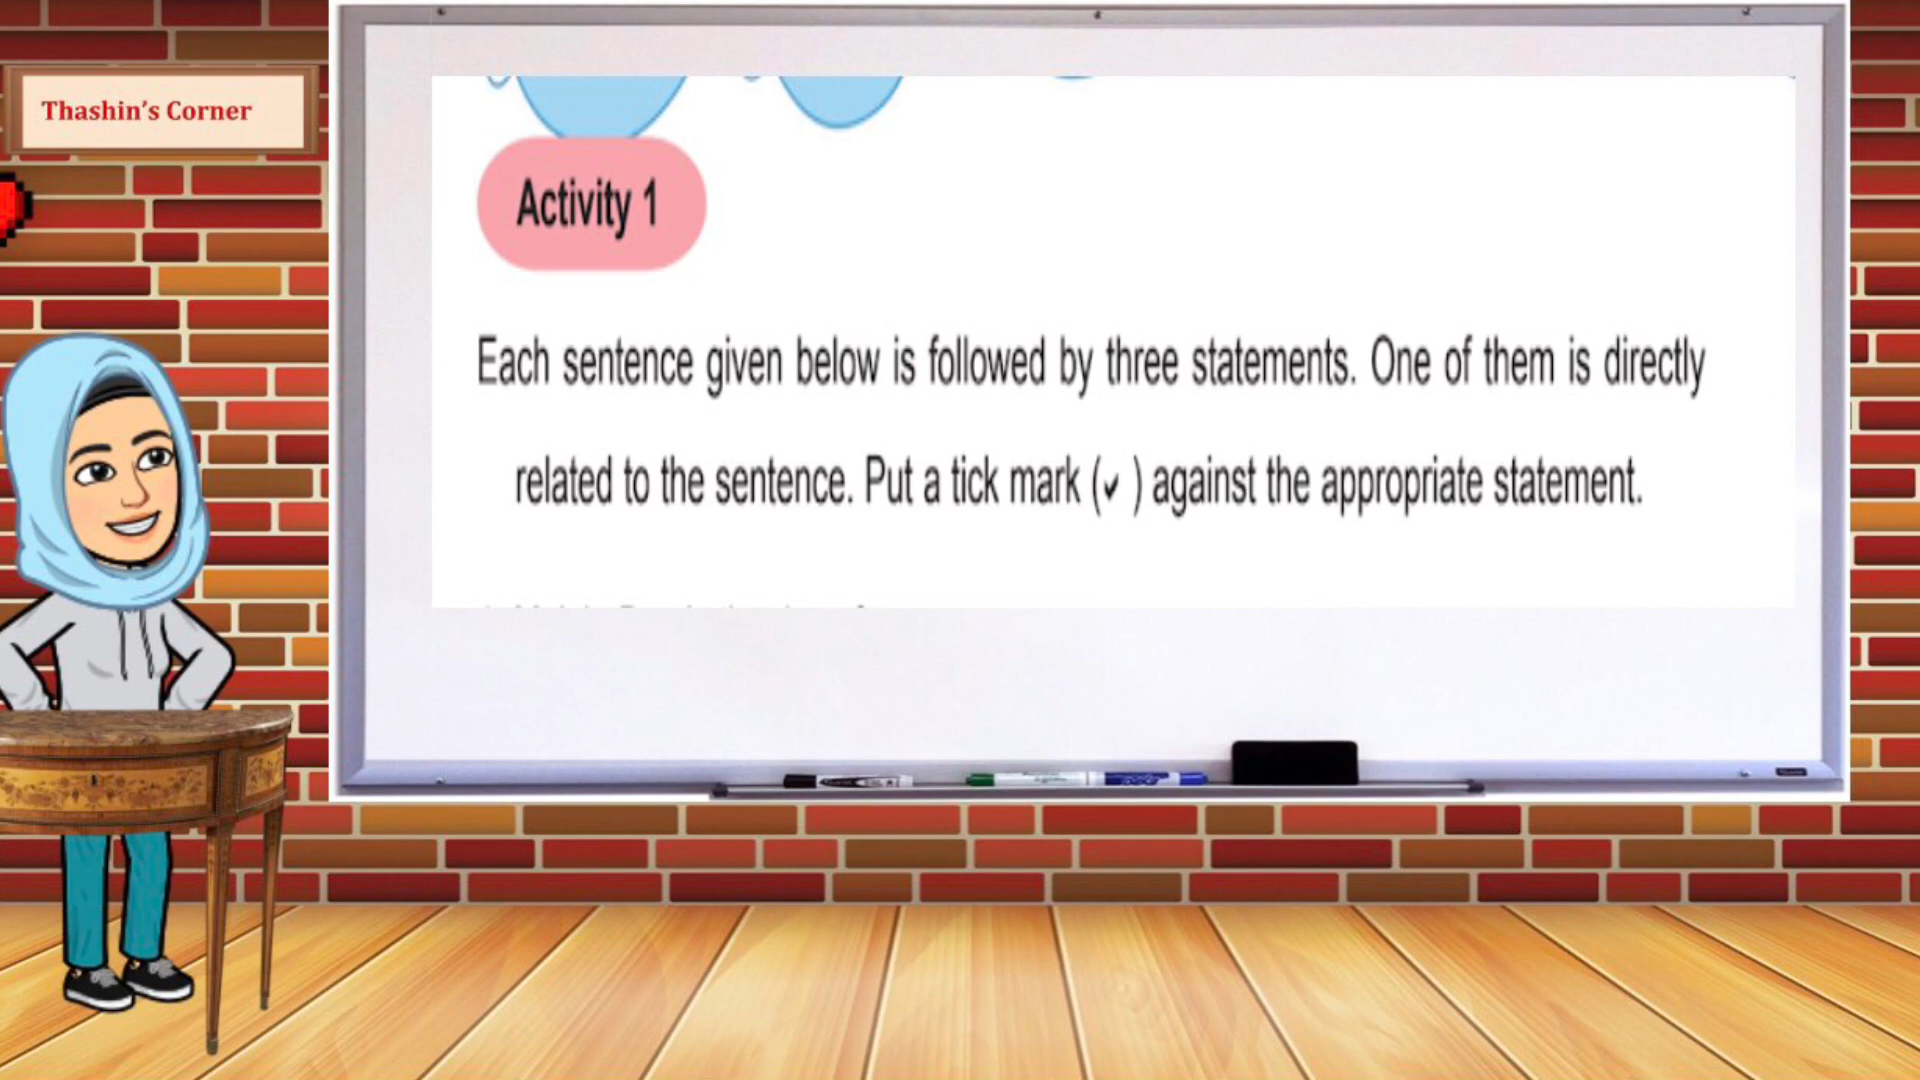 Thashin's Corner
Activity 1
Each sentence given below is followed by three statements. One of them is directly
related to the sentence. Put a tick mark (✔ ) against the appropriate statement.